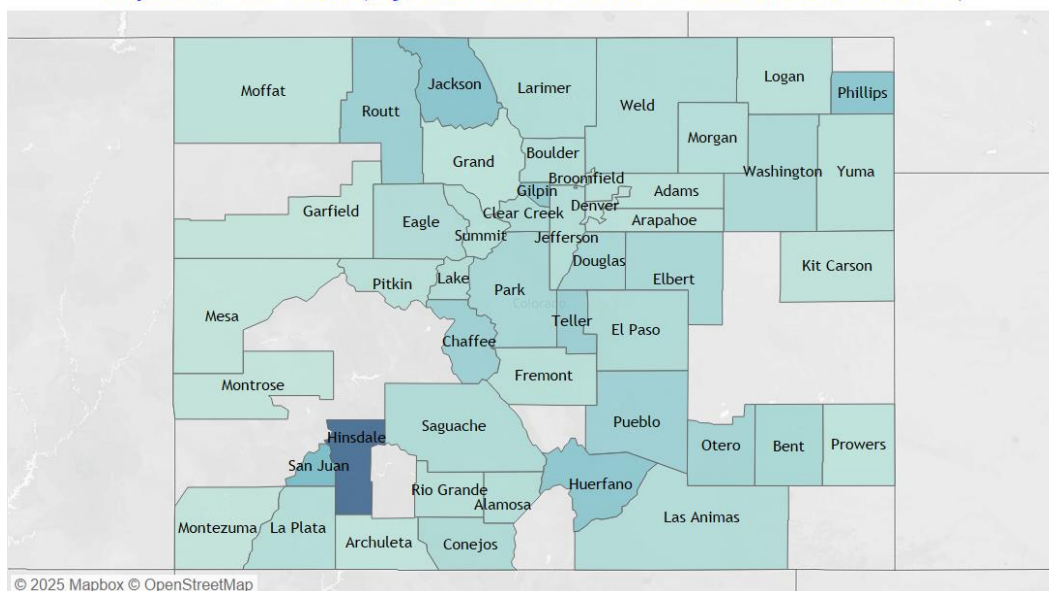 Moffat
Routt
Jackson
Larimer
Weld
Logan
Phillips
Morgan
Grand
Boulder
Washington
Yuma
Broomfield
Gilpin
Adams
Garfield
Eagle
Clear Creek
Denver
Arapahoe
Summit
Jefferson
Douglas
Elbert
Kit Carson
Pitkin
Lake
Park
Colorado
Mesa
Teller
El Paso
Chaffee
Montrose
Fremont
Saguache
Pueblo
Hinsdale
Otero
Bent
Prowers
San Juan
Rio Grande
Huerfano
Alamosa
Las Animas
Montezuma
La Plata
Archuleta
Conejos
© 2025 Mapbox © OpenStreetMap